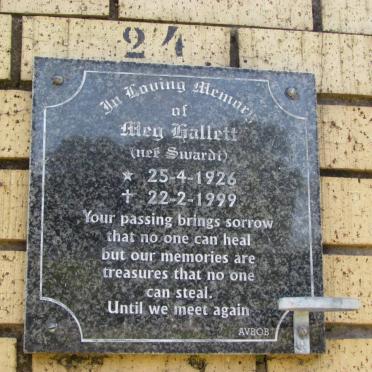 24
In Loving Memory
of
Meg Hallett
(neé Swardt)
★ 25-4-1926
✝ 22-2-1999
Your passing brings sorrow
that no one can heal
but our memories are
treasures that no one
can steal.
Until we meet again
AVBOB